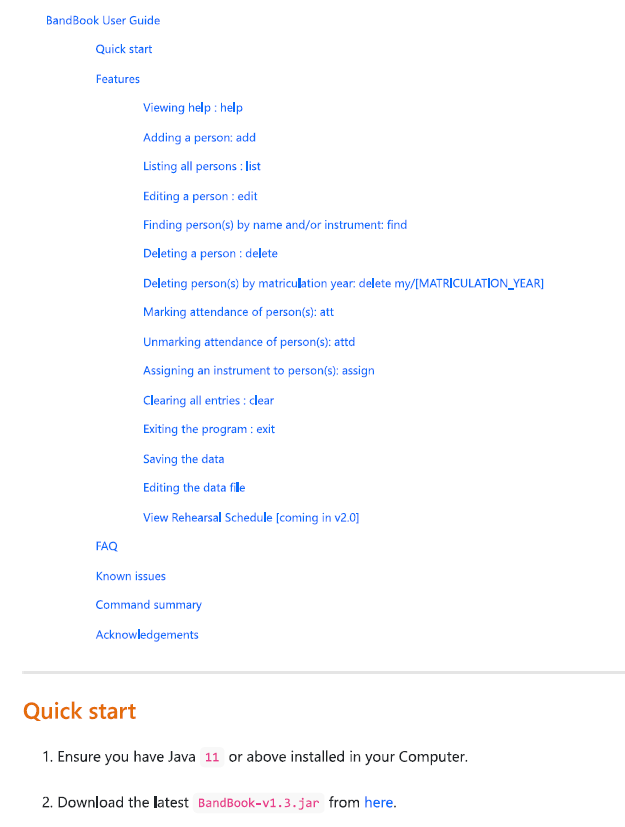 BandBook User Guide
Quick start
Features
Viewing help : help
Adding a person: add
Listing all persons : list
Editing a person : edit
Finding person(s) by name and/or instrument: find
Deleting a person : delete
Deleting person(s) by matriculation year: delete my/[MATRICULATION_YEAR]
Marking attendance of person(s): att
Unmarking attendance of person(s): attd
Assigning an instrument to person(s): assign
Clearing all entries : clear
Exiting the program : exit
Saving the data
Editing the data file
View Rehearsal Schedule [coming in v2.0]
FAQ
Known issues
Command summary
Acknowledgements
Quick start
1. Ensure you have Java 11 or above installed in your Computer.
2. Download the latest BandBook-v1.3.jar from here.